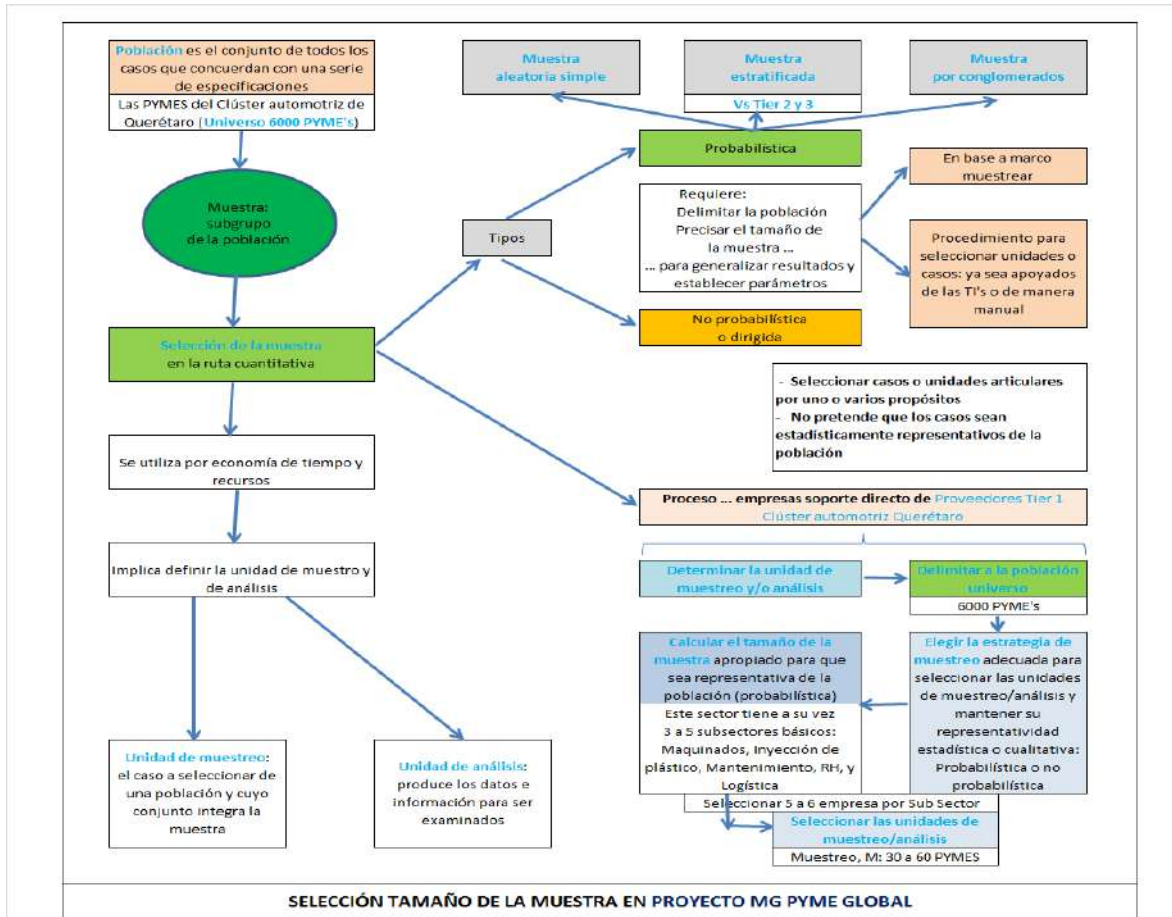 Población es el conjunto de todos los
casos que concuerdan con una serie
de especificaciones
Las PYMES del Clúster automotriz de
Querétaro (Universo 6000 PYME's)
Muestra:
subgrupo
de la población
Selección de la muestra
en la ruta cuantitativa
Se utiliza por economía de tiempo y
recursos
Implica definir la unidad de muestro y
de análisis
Unidad de muestreo:
el caso a seleccionar de
una población y cuyo
conjunto integra la
muestra
Unidad de análisis:
produce los datos e
información para ser
examinados
Tipos
Muestra
aleatoria simple
Muestra
estratificada
Vs Tier 2 y 3
Muestra
por conglomerados
Probabilística
Requiere:
Delimitar la población
Precisar el tamaño de
la muestra ...
... para generalizar resultados y
establecer parámetros
En base a marco
muestrear
Procedimiento para
seleccionar unidades o
casos: ya sea apoyados
de las TI's o de manera
manual
No probabilística
o dirigida
- Seleccionar casos o unidades articulares
por uno o varios propósitos
- No pretende que los casos sean
estadísticamente representativos de la
población
Proceso ... empresas soporte directo de Proveedores Tier 1
Clúster automotriz Querétaro
Determinar la unidad de
muestreo y/o análisis
Delimitar a la población
universo
6000 PYME's
Elegir la estrategia de
muestreo adecuada para
seleccionar las unidades
de muestreo/análisis y
mantener su
representatividad
estadística o cualitativa:
Probabilística o no
probabilística
Calcular el tamaño de la
muestra apropiado para que
sea representativa de la
población (probabilística)
Este sector tiene a su vez
3 a 5 subsectores básicos:
Maquinados, Inyección de
plástico, Mantenimiento, RH, y
Logística
Seleccionar 5 a 6 empresa por Sub Sector
Seleccionar las unidades de
muestreo/análisis
Muestreo, M: 30 a 60 PYMES
SELECCIÓN TAMAÑO DE LA MUESTRA EN PROYECTO MG PYME GLOBAL